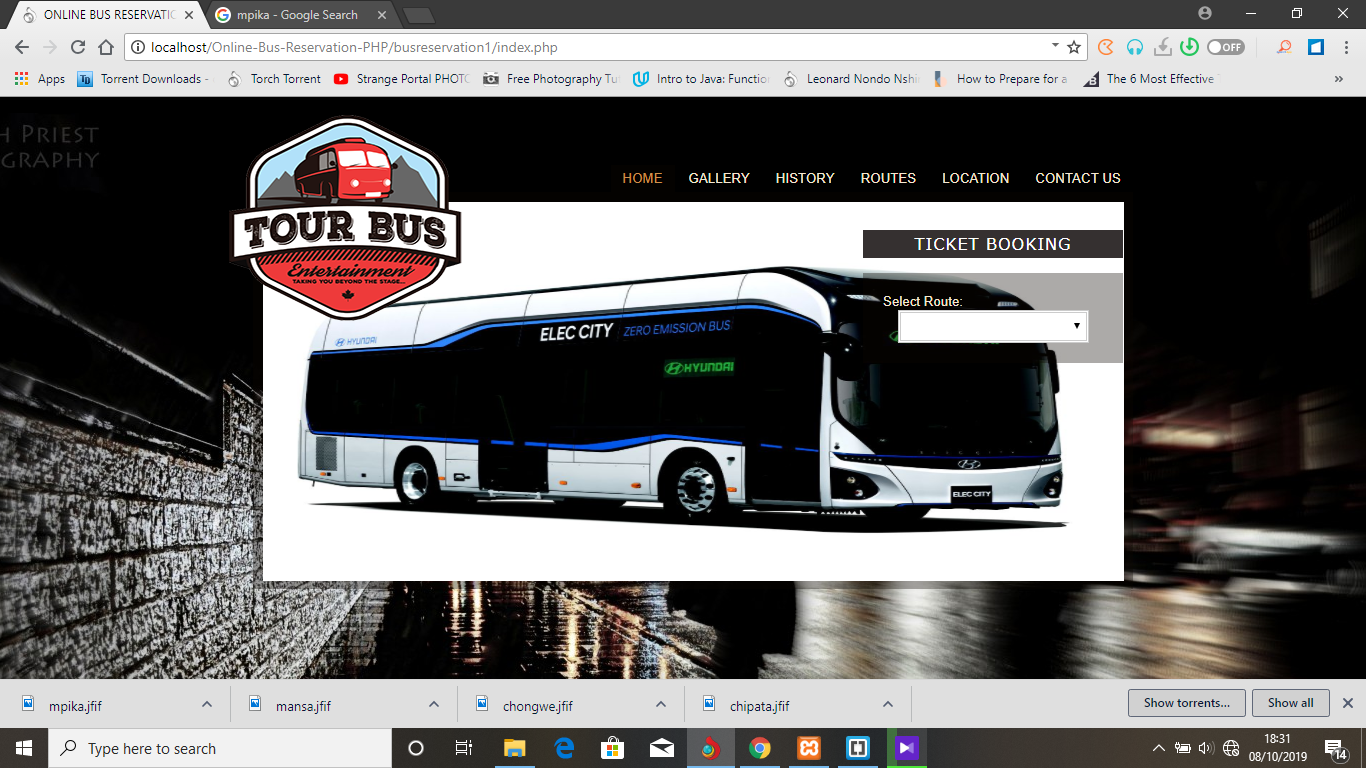 ONLINE BUS RESERVATIO
mpika - Google Search
localhost/Online-Bus-Reservation-PHP/busreservation1/index.php
OFF
Apps
Torrent Downloads -
Torch Torrent
Strange Portal PHOTO
Free Photography Tu
Intro to Java: Functio
Leonard Nondo Nshi
How to Prepare for a
The 6 Most Effective
»
H PRIEST
OGRAPHY
TOUR BUS
Entertainment
TAKING YOU BEYOND THE STAGE...
HOME
GALLERY
HISTORY
ROUTES
LOCATION
CONTACT US
TICKET BOOKING
Select Route:
ELEC CITY ZERO EMISSION BUS
HYUNDAI
HYUNDAI
ELEC CITY
mpika.jfif
mansa.jfif
chongwe.jfif
chipata.jfif
Show torrents...
Show all
Type here to search
18:31
08/10/2019
14